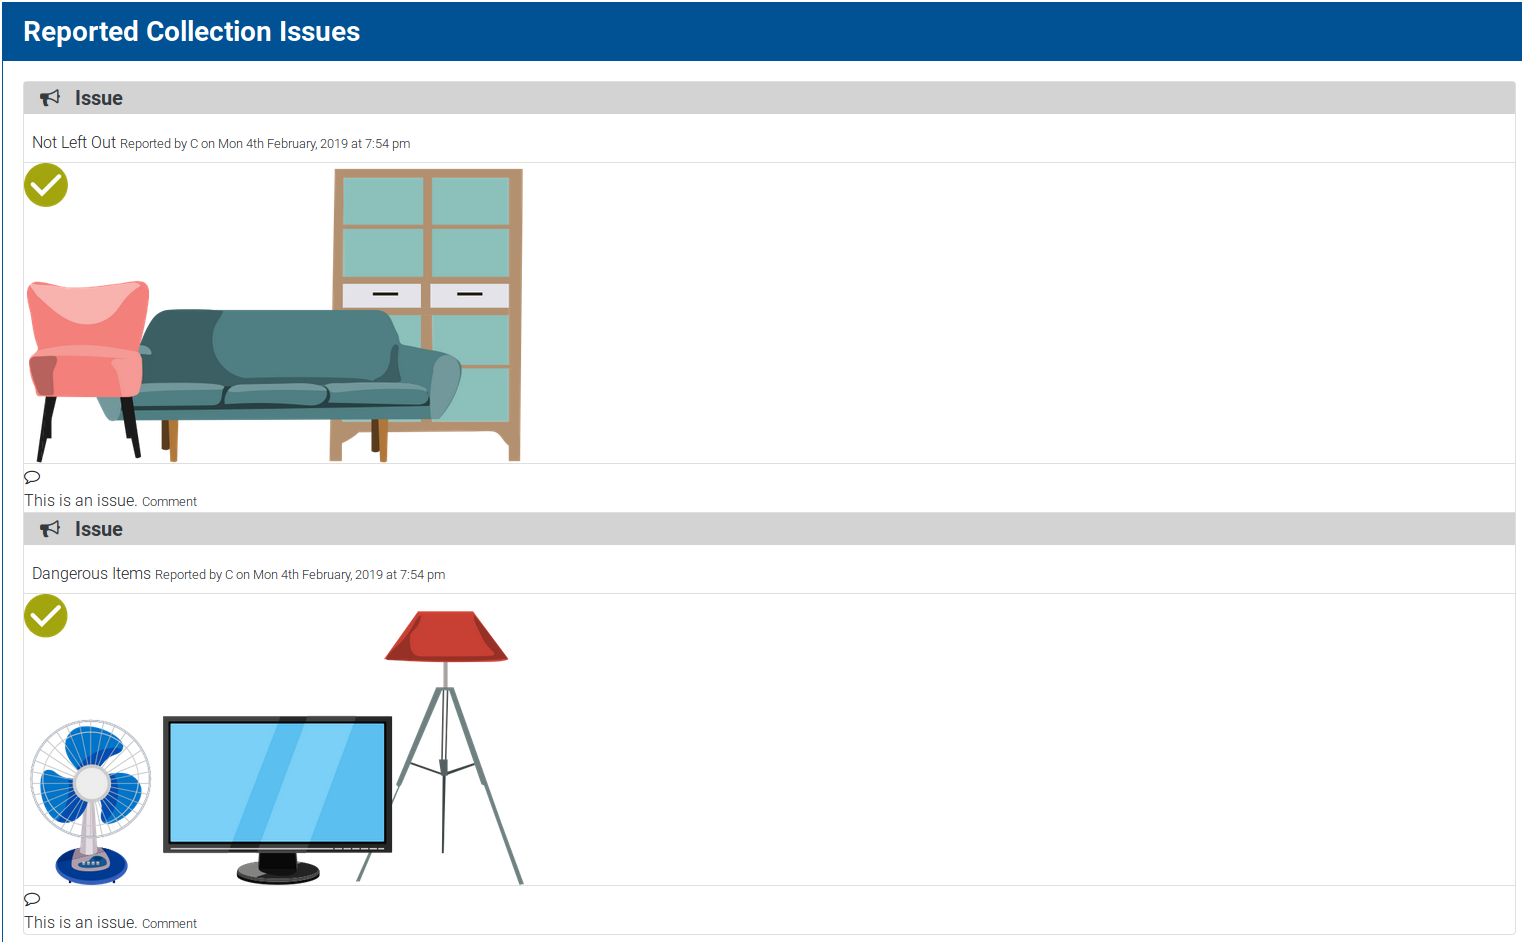 Reported Collection Issues
Issue
Not Left Out Reported by C on Mon 4th February, 2019 at 7:54 pm
This is an issue. Comment
Issue
Dangerous Items Reported by C on Mon 4th February, 2019 at 7:54 pm
This is an issue. Comment